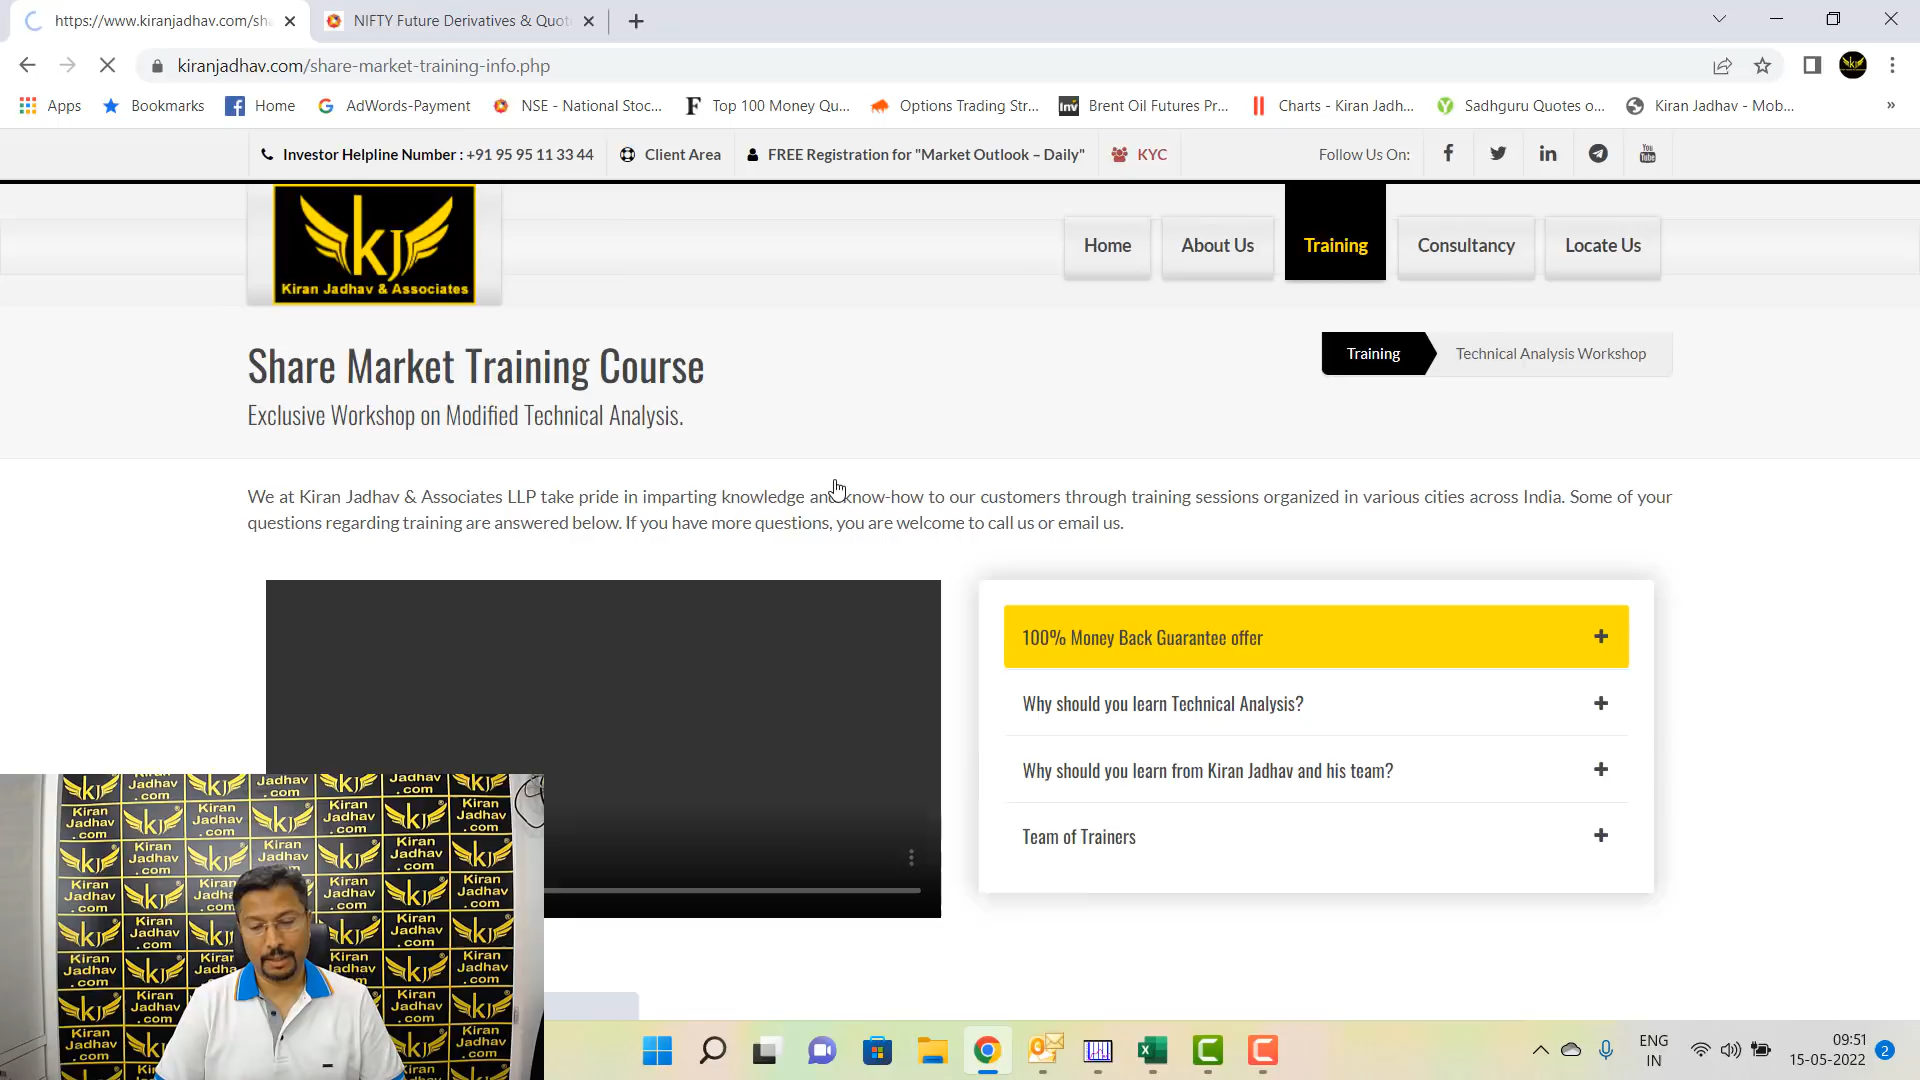 https://www.kiranjadhav.com/sha
NIFTY Future Derivatives & Quot
kiranjadhav.com/share-market-training-info.php
Apps
Bookmarks
Home
AdWords-Payment
NSE - National Stoc...
Top 100 Money Qu...
Options Trading Str...
Brent Oil Futures Pr...
Charts - Kiran Jadh...
Sadhguru Quotes o...
Kiran Jadhav - Mob...
Investor Helpline Number : +91 95 95 11 33 44
Client Area
FREE Registration for "Market Outlook – Daily"
KYC
Follow Us On:
KJ
Kiran Jadhav & Associates
Home
About Us
Training
Consultancy
Locate Us
Share Market Training Course
Exclusive Workshop on Modified Technical Analysis.
Training
Technical Analysis Workshop
We at Kiran Jadhav & Associates LLP take pride in imparting knowledge and know-how to our customers through training sessions organized in various cities across India. Some of your
questions regarding training are answered below. If you have more questions, you are welcome to call us or email us.
100% Money Back Guarantee offer
Why should you learn Technical Analysis?
Why should you learn from Kiran Jadhav and his team?
Team of Trainers
Kiran
Jadhav
.com
ENG
IN
09:51
15-05-2022
2